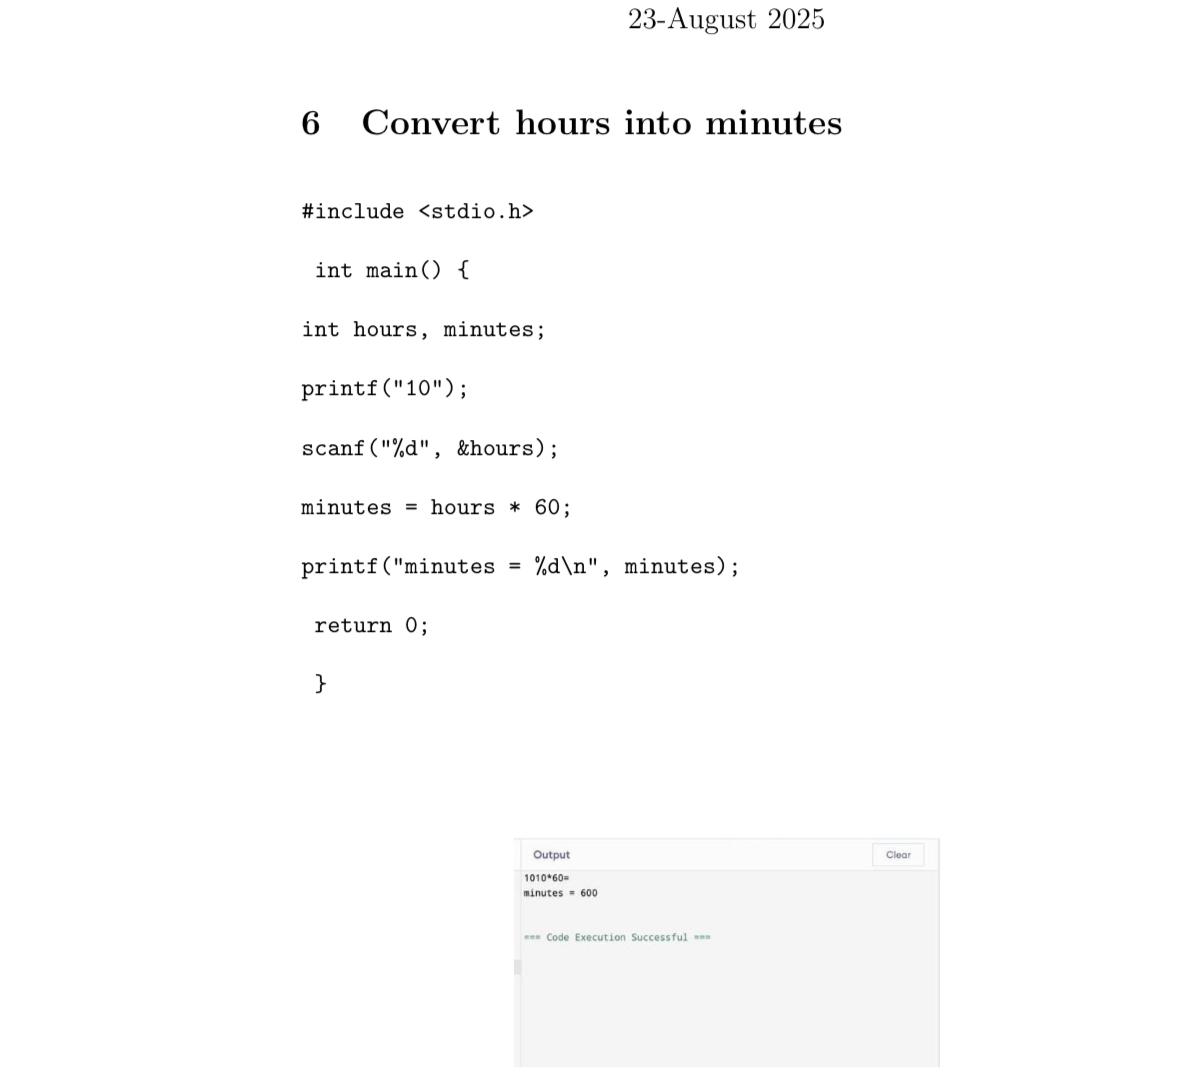 23-August 2025
6 Convert hours into minutes
#include <stdio.h>
int main() {
int hours, minutes;
printf("10");
scanf("%d", &hours);
minutes = hours * 60;
printf("minutes = %d\n", minutes);
return 0;
}
Output Clear
1010*60=
minutes = 600
=== Code Execution Successful ===